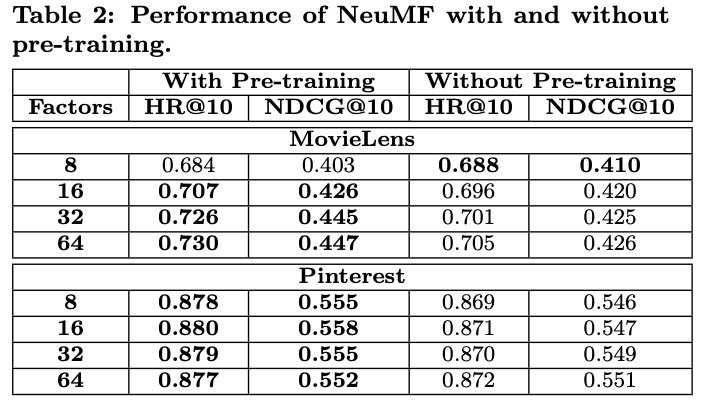 Table 2: Performance of NeuMF with and without
pre-training.
With Pre-training Without Pre-training
Factors HR@10 NDCG@10 HR@10 NDCG@10
MovieLens
8 0.684 0.403 0.688 0.410
16 0.707 0.426 0.696 0.420
32 0.726 0.445 0.701 0.425
64 0.730 0.447 0.705 0.426
Pinterest
8 0.878 0.555 0.869 0.546
16 0.880 0.558 0.871 0.547
32 0.879 0.555 0.870 0.549
64 0.877 0.552 0.872 0.551